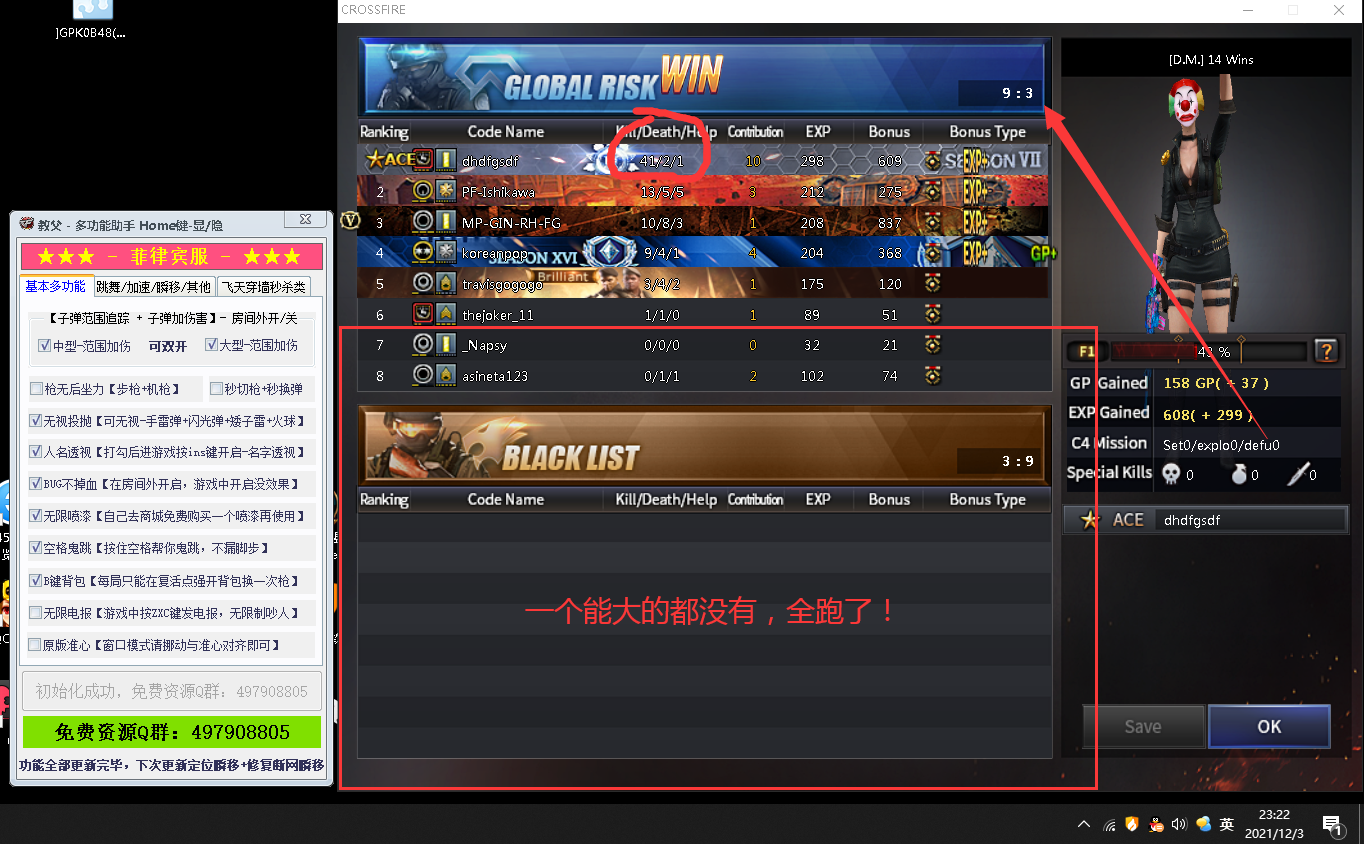 ]GPK0B48(...
CROSSFIRE
GLOBAL RISK WIN
9 : 3
Ranking Code Name Kill/Death/Help Contribution EXP Bonus Bonus Type
ACE dhdfgsdf 41/2/1 10 298 609 EXP+ SEASON VII
2 PF-Ishikawa 13/5/5 3 212 275 EXP+
3 MP-GIN-RH-FG 10/8/3 1 208 837 EXP+
4 koreanpop 9/4/1 4 204 368 EXP+ GP+
5 travisgogogo Brilliant 3/4/2 1 175 120
6 thejoker_11 1/1/0 1 89 51
7 _Napsy 0/0/0 0 32 21
8 asineta123 0/1/1 2 102 74
BLACK LIST
3 : 9
Ranking Code Name Kill/Death/Help Contribution EXP Bonus Bonus Type
一个能大的都没有，全跑了！
[D.M.] 14 Wins
F1 49 % ?
GP Gained 158 GP( + 37 )
EXP Gained 608( + 299 )
C4 Mission Set0/explo0/defu0
Special Kills 0 0 0
ACE dhdfgsdf
Save OK
教父 - 多功能助手 Home键-显/隐
★★★ - 菲律宾服 - ★★★
基本多功能 跳舞/加速/瞬移/其他 飞天穿墙秒杀类
【子弹范围追踪 + 子弹加伤害】- 房间外开/关
中型-范围加伤 可双开 大型-范围加伤
枪无后坐力【步枪+机枪】 秒切枪+秒换弹
无视投抛【可无视-手雷弹+闪光弹+矮子雷+火球】
人名透视【打勾后进游戏按ins键开启-名字透视】
BUG不掉血【在房间外开启，游戏中开启没效果】
无限喷漆【自己去商城免费购买一个喷漆再使用】
空格鬼跳【按住空格帮你鬼跳，不漏脚步】
B键背包【每局只能在复活点强开背包换一次枪】
无限电报【游戏中按ZXC键发电报，无限制吵人】
原版准心【窗口模式请挪动与准心对齐即可】
初始化成功，免费资源Q群：497908805
免费资源Q群：497908805
功能全部更新完毕，下次更新定位瞬移+修复断网瞬移
英
23:22
2021/12/3
1